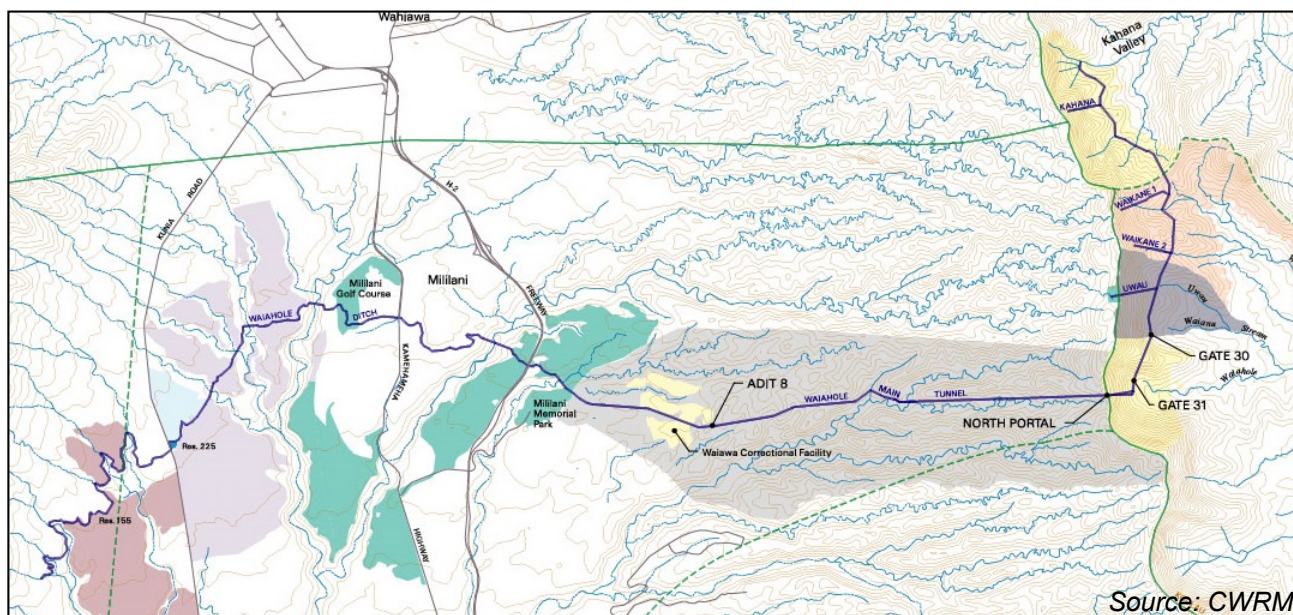 Wahiawa
Kahana
Valley
KAHANA
KUNIA ROAD
H-2
FREEWAY
WAIKANE 1
WAIKANE 2
UWAU
Uwau
Waianu
Stream
Waiahole
Mililani
Golf Course
Mililani
WAIAHOLE DITCH
KAMEHAMEHA
HIGHWAY
GATE 30
GATE 31
ADIT 8
WAIAHOLE MAIN TUNNEL
NORTH PORTAL
Mililani
Memorial
Park
Waiawa Correctional Facility
Res. 225
Res. 155
Source: CWRM